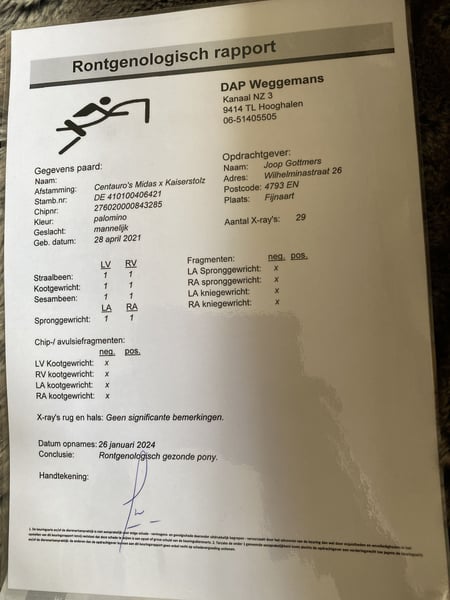 Rontgenologisch rapport
DAP Weggemans
Kanaal NZ 3
9414 TL Hooghalen
06-51405505
Gegevens paard:
Naam:
Afstamming: Centauro's Midas x Kaiserstolz
Stamb.nr: DE 410100406421
Chipnr: 276020000843285
Kleur: palomino
Geslacht: mannelijk
Geb. datum: 28 april 2021
Opdrachtgever:
Naam: Joop Gottmers
Adres: Wilhelminastraat 26
Postcode: 4793 EN
Plaats: Fijnaart
Aantal X-ray's: 29
LV RV
Straalbeen: 1 1
Kootgewricht: 1 1
Sesambeen: 1 1
LA RA
Spronggewricht: 1 1
Fragmenten: neg. pos.
LA Spronggewricht: x
RA spronggewricht: x
LA kniegewricht: x
RA kniegewricht: x
Chip-/ avulsiefragmenten:
neg. pos.
LV Kootgewricht: x
RV kootgewricht: x
LA kootgewricht: x
RA kootgewricht: x
X-ray's rug en hals: Geen significante bemerkingen.
Datum opnames: 26 januari 2024
Conclusie: Rontgenologisch gezonde pony.
Handtekening: